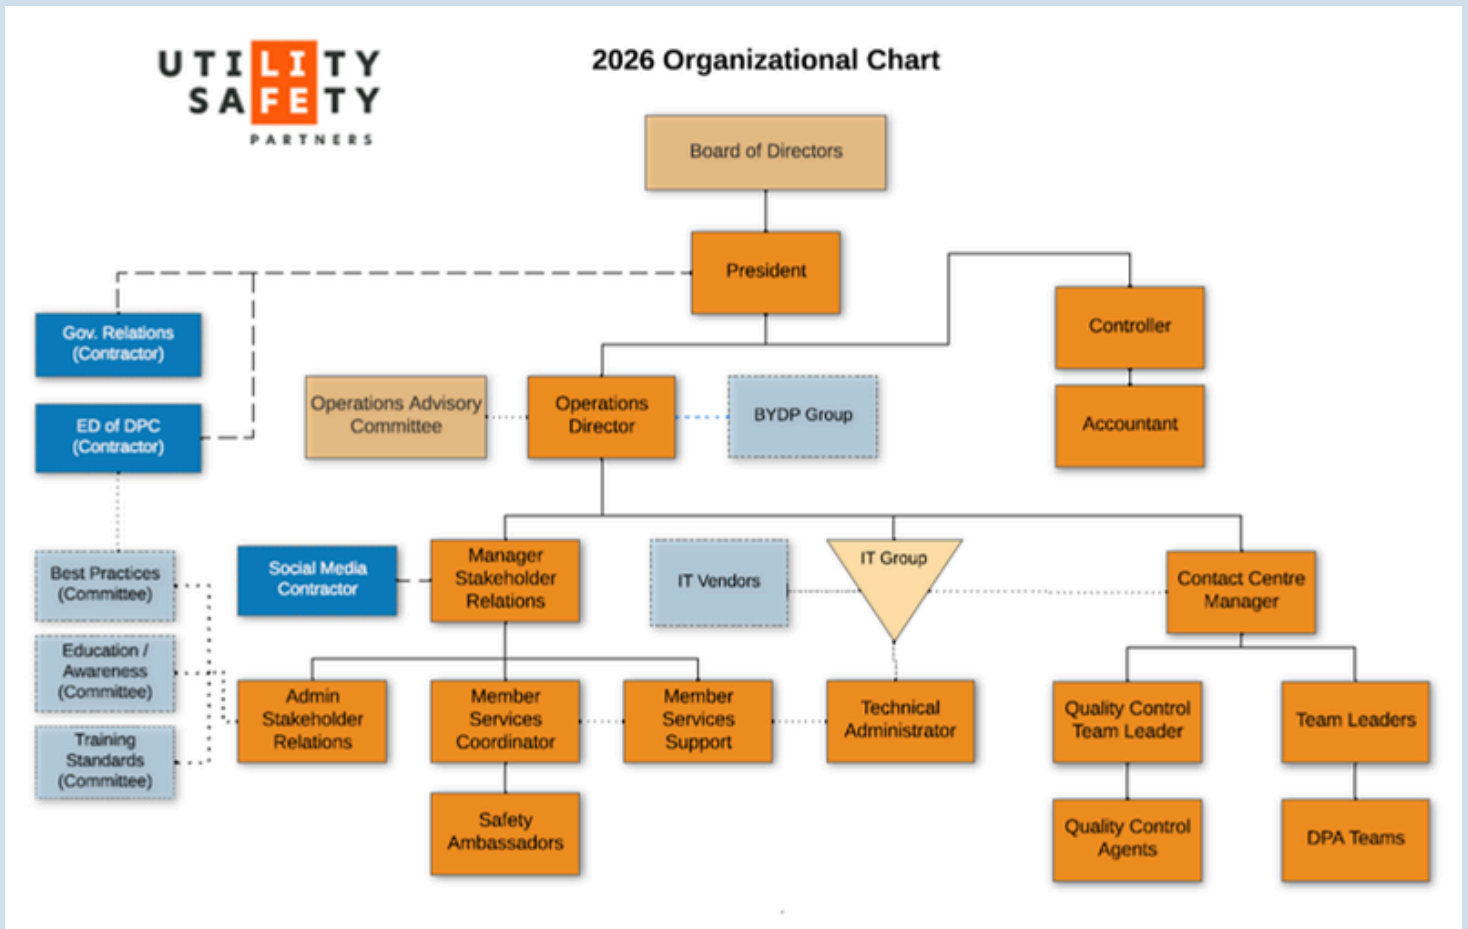 UTILITY
SAFETY
PARTNERS
2026 Organizational Chart
Board of Directors
President
Gov. Relations
(Contractor)
Controller
ED of DPC
(Contractor)
Operations Advisory
Committee
Operations
Director
BYDP Group
Accountant
Best Practices
(Committee)
Social Media
Contractor
Manager
Stakeholder
Relations
IT Vendors
IT Group
Contact Centre
Manager
Education /
Awareness
(Committee)
Training
Standards
(Committee)
Admin
Stakeholder
Relations
Member
Services
Coordinator
Member
Services
Support
Technical
Administrator
Quality Control
Team Leader
Team Leaders
Safety
Ambassadors
Quality Control
Agents
DPA Teams